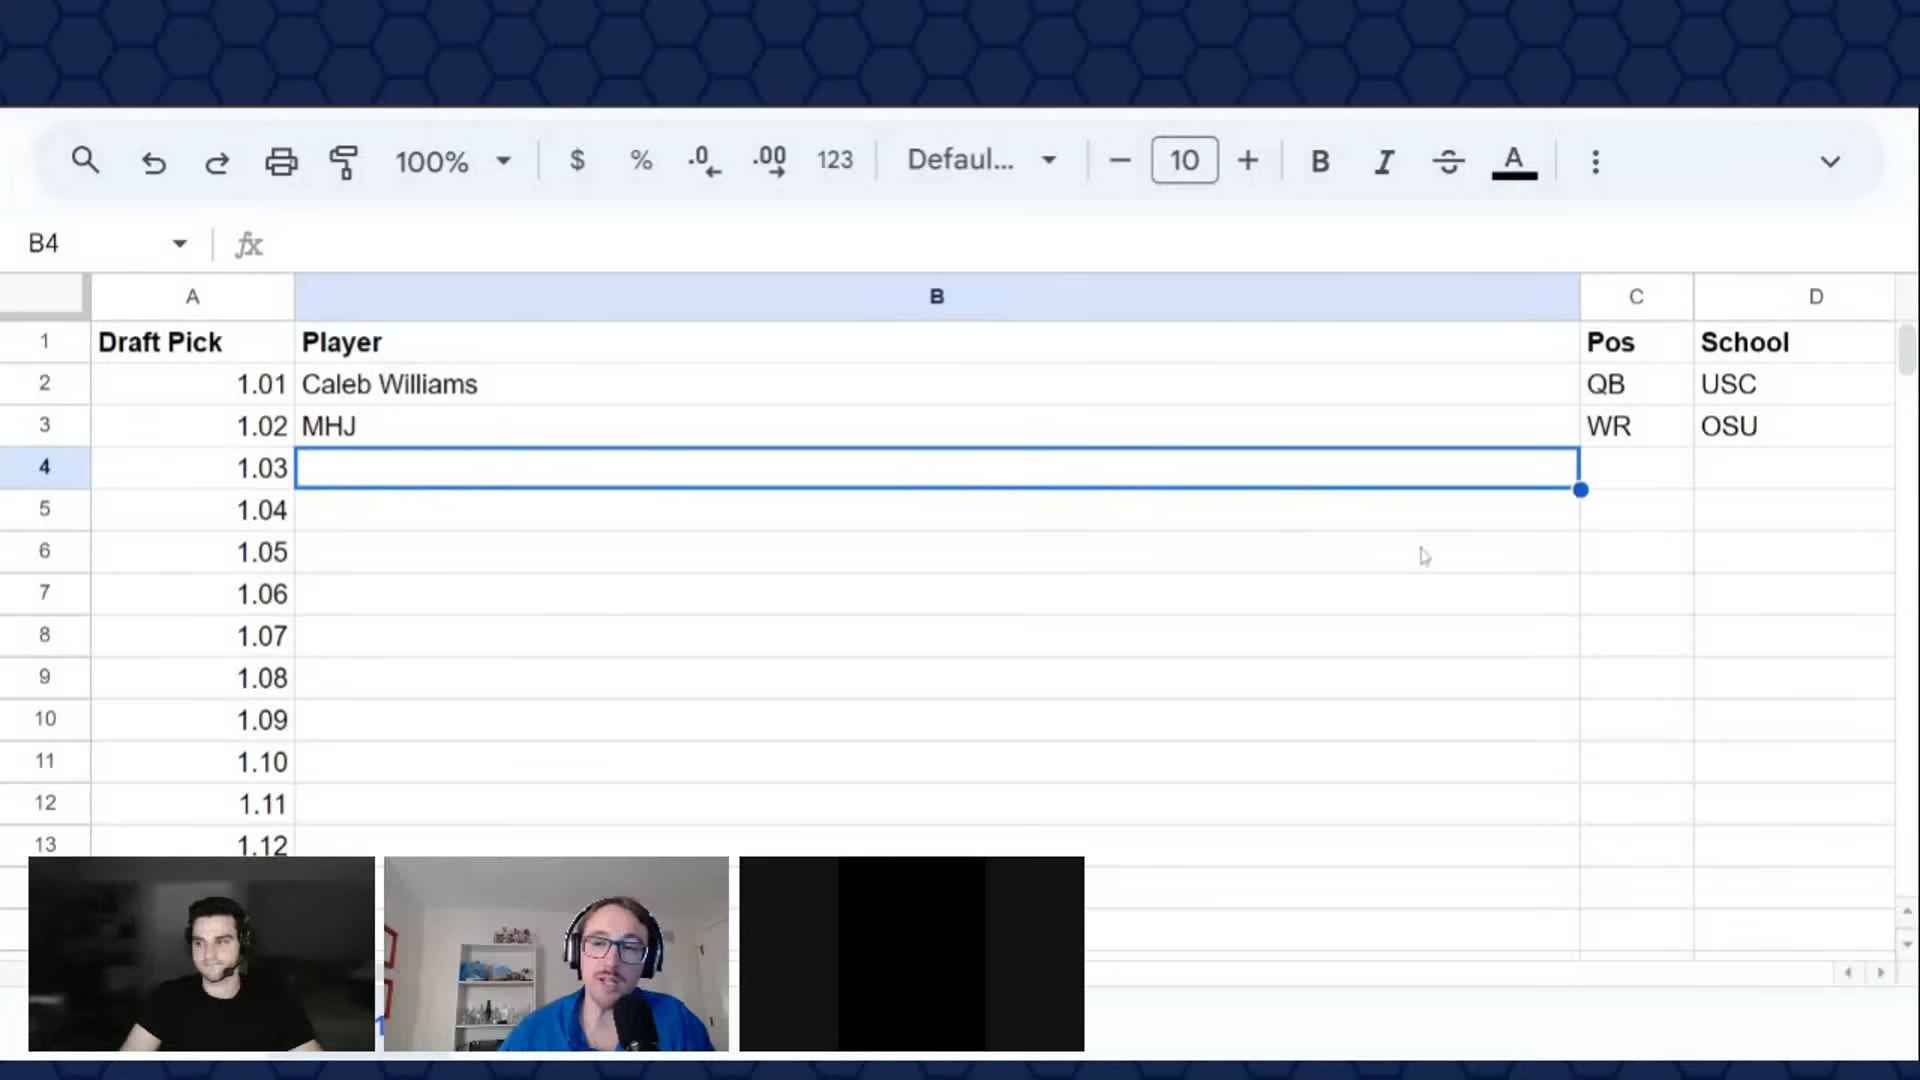 100% $ % .0 .00 123 Defaul... 10 B I S A
B4 fx
A B C D
1 Draft Pick Player Pos School
2 1.01 Caleb Williams QB USC
3 1.02 MHJ WR OSU
4 1.03
5 1.04
6 1.05
7 1.06
8 1.07
9 1.08
10 1.09
11 1.10
12 1.11
13 1.12
1